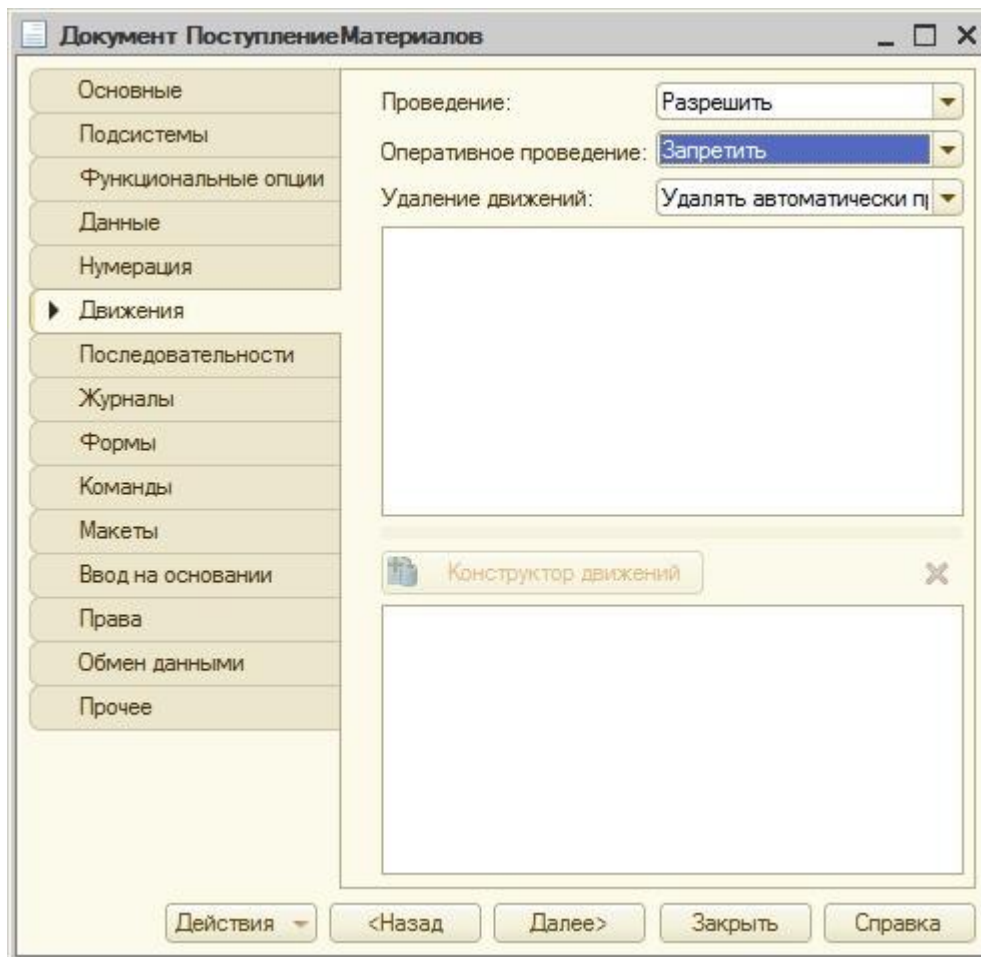 Документ ПоступлениеМатериалов
Основные
Подсистемы
Функциональные опции
Данные
Нумерация
Движения
Последовательности
Журналы
Формы
Команды
Макеты
Ввод на основании
Права
Обмен данными
Прочее
Проведение: Разрешить
Оперативное проведение: Запретить
Удаление движений: Удалять автоматически п
Конструктор движений
Действия <Назад Далее> Закрыть Справка